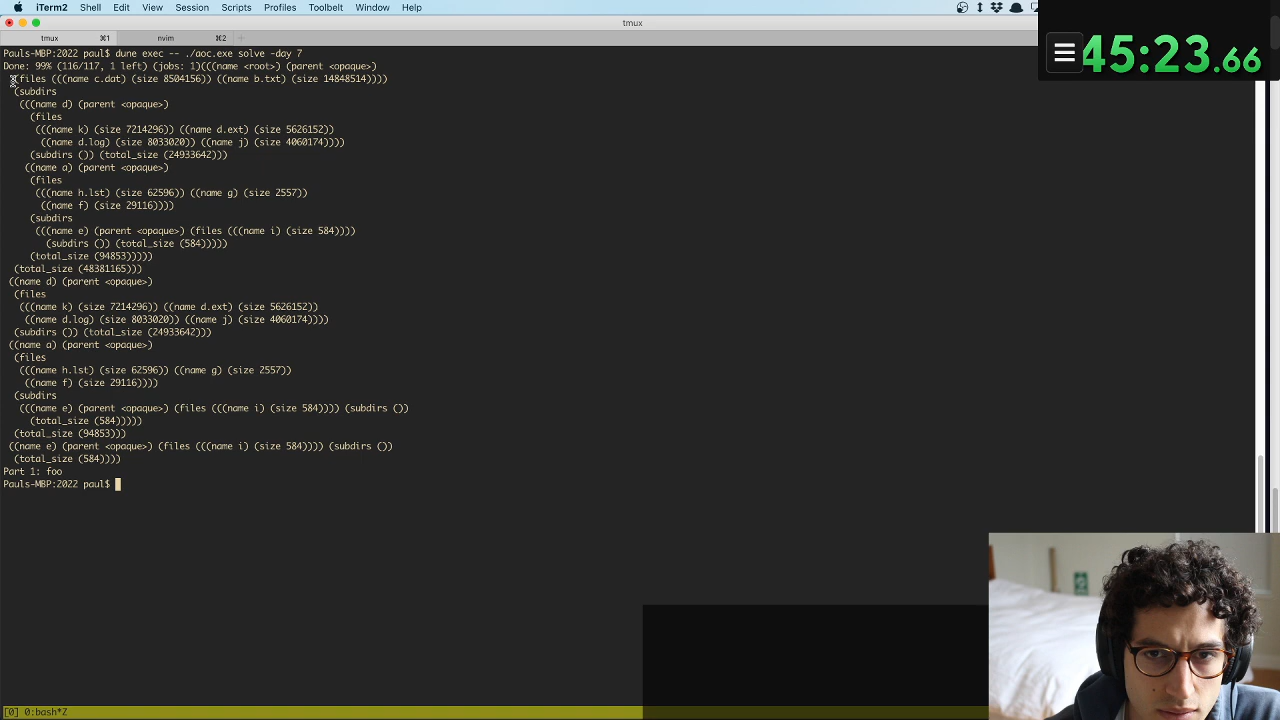 iTerm2 Shell Edit View Session Scripts Profiles Toolbelt Window Help
tmux
tmux ⌘1 nvim ⌘2 +
45:23.66
Pauls-MBP:2022 paul$ dune exec -- ./aoc.exe solve -day 7
Done: 99% (116/117, 1 left) (jobs: 1)(((name <root>) (parent <opaque>)
(files (((name c.dat) (size 8504156)) ((name b.txt) (size 14848514))))
(subdirs
(((name d) (parent <opaque>)
(files
(((name k) (size 7214296)) ((name d.ext) (size 5626152))
((name d.log) (size 8033020)) ((name j) (size 4060174))))
(subdirs ()) (total_size (24933642)))
((name a) (parent <opaque>)
(files
(((name h.lst) (size 62596)) ((name g) (size 2557))
((name f) (size 29116))))
(subdirs
(((name e) (parent <opaque>) (files (((name i) (size 584))))
(subdirs ()) (total_size (584)))))
(total_size (94853)))))
(total_size (48381165)))
((name d) (parent <opaque>)
(files
(((name k) (size 7214296)) ((name d.ext) (size 5626152))
((name d.log) (size 8033020)) ((name j) (size 4060174))))
(subdirs ()) (total_size (24933642)))
((name a) (parent <opaque>)
(files
(((name h.lst) (size 62596)) ((name g) (size 2557))
((name f) (size 29116))))
(subdirs
(((name e) (parent <opaque>) (files (((name i) (size 584)))) (subdirs ())
(total_size (584)))))
(total_size (94853)))
((name e) (parent <opaque>) (files (((name i) (size 584)))) (subdirs ())
(total_size (584))))
Part 1: foo
Pauls-MBP:2022 paul$
[0] 0:bash*Z